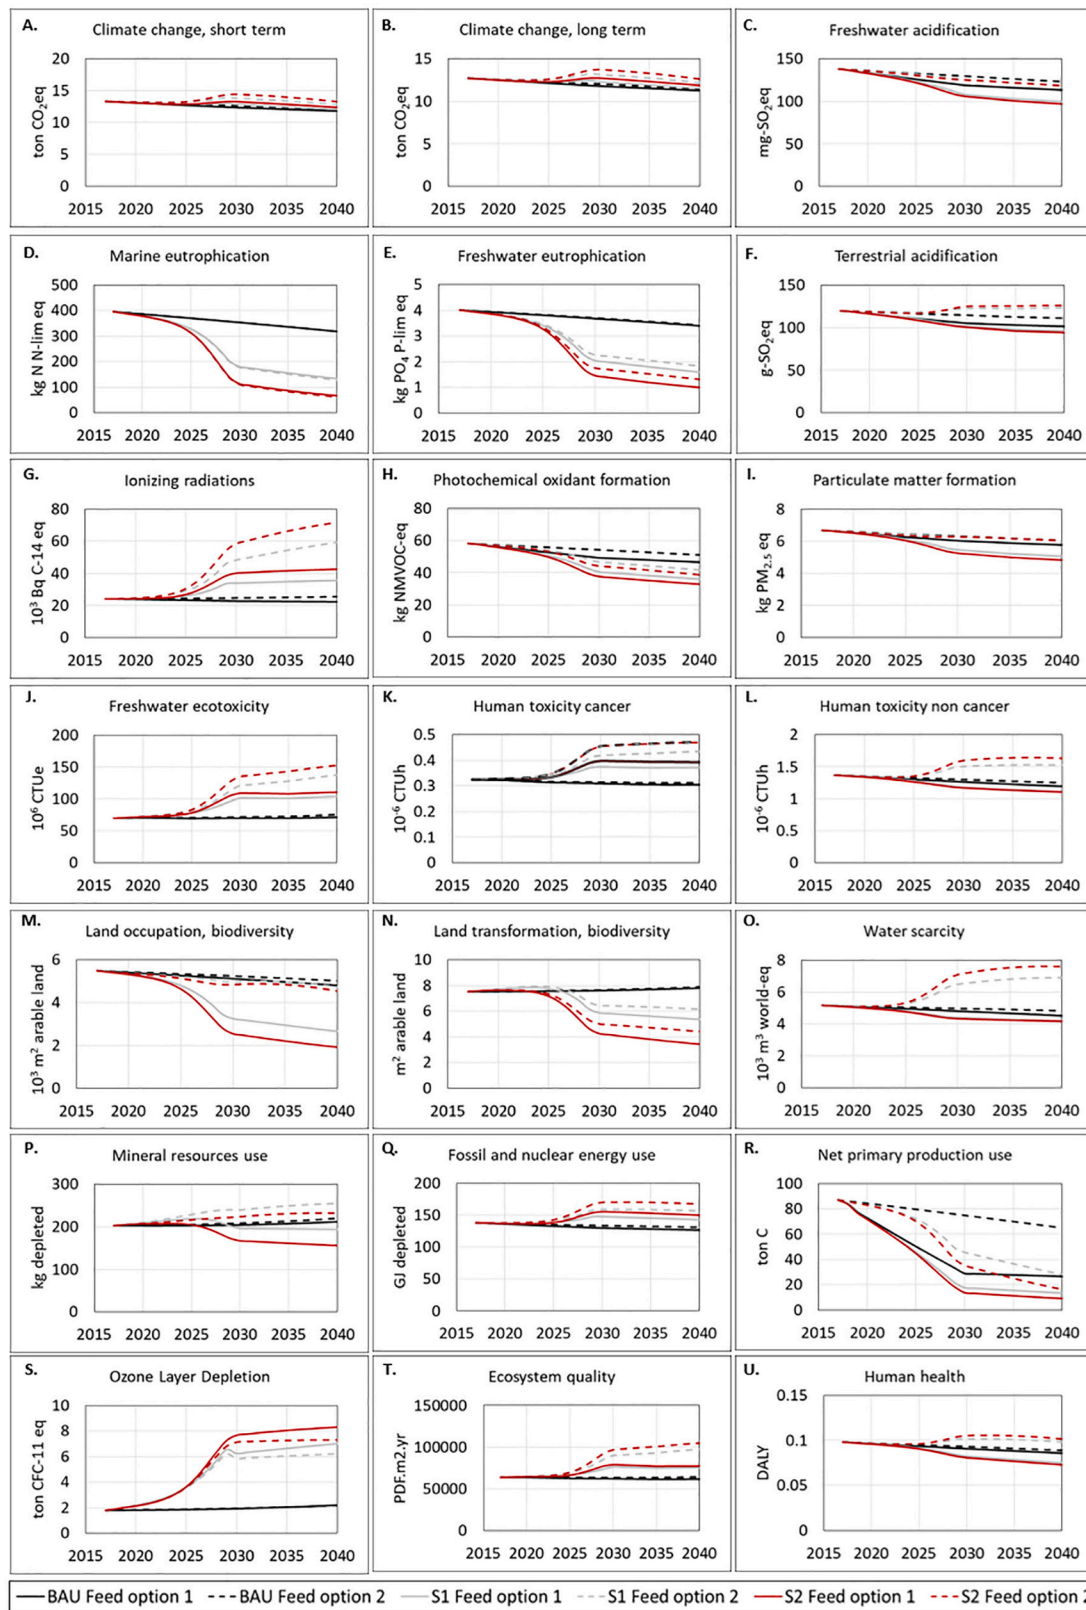 A. Climate change, short term
ton CO2eq
20
15
10
5
0
2015 2020 2025 2030 2035 2040
B. Climate change, long term
ton CO2eq
15
10
5
0
2015 2020 2025 2030 2035 2040
C. Freshwater acidification
mg-SO2eq
150
100
50
0
2015 2020 2025 2030 2035 2040
D. Marine eutrophication
kg N N-lim eq
500
400
300
200
100
0
2015 2020 2025 2030 2035 2040
E. Freshwater eutrophication
kg PO4 P-lim eq
5
4
3
2
1
0
2015 2020 2025 2030 2035 2040
F. Terrestrial acidification
g-SO2eq
150
100
50
0
2015 2020 2025 2030 2035 2040
G. Ionizing radiations
10³ Bq C-14 eq
80
60
40
20
0
2015 2020 2025 2030 2035 2040
H. Photochemical oxidant formation
kg NMVOC-eq
80
60
40
20
0
2015 2020 2025 2030 2035 2040
I. Particulate matter formation
kg PM2.5 eq
8
6
4
2
0
2015 2020 2025 2030 2035 2040
J. Freshwater ecotoxicity
10⁶ CTUe
200
150
100
50
0
2015 2020 2025 2030 2035 2040
K. Human toxicity cancer
10⁻⁶ CTUh
0.5
0.4
0.3
0.2
0.1
0
2015 2020 2025 2030 2035 2040
L. Human toxicity non cancer
10⁻⁶ CTUh
2
1.5
1
0.5
0
2015 2020 2025 2030 2035 2040
M. Land occupation, biodiversity
10³ m² arable land
6
4
2
0
2015 2020 2025 2030 2035 2040
N. Land transformation, biodiversity
m² arable land
10
8
6
4
2
0
2015 2020 2025 2030 2035 2040
O. Water scarcity
10³ m³ world-eq
8
6
4
2
0
2015 2020 2025 2030 2035 2040
P. Mineral resources use
kg depleted
300
200
100
0
2015 2020 2025 2030 2035 2040
Q. Fossil and nuclear energy use
GJ depleted
200
150
100
50
0
2015 2020 2025 2030 2035 2040
R. Net primary production use
ton C
100
80
60
40
20
0
2015 2020 2025 2030 2035 2040
S. Ozone Layer Depletion
ton CFC-11 eq
10
8
6
4
2
0
2015 2020 2025 2030 2035 2040
T. Ecosystem quality
PDF.m2.yr
150000
100000
50000
0
2015 2020 2025 2030 2035 2040
U. Human health
DALY
0.15
0.1
0.05
0
2015 2020 2025 2030 2035 2040
BAU Feed option 1 BAU Feed option 2 S1 Feed option 1 S1 Feed option 2 S2 Feed option 1 S2 Feed option